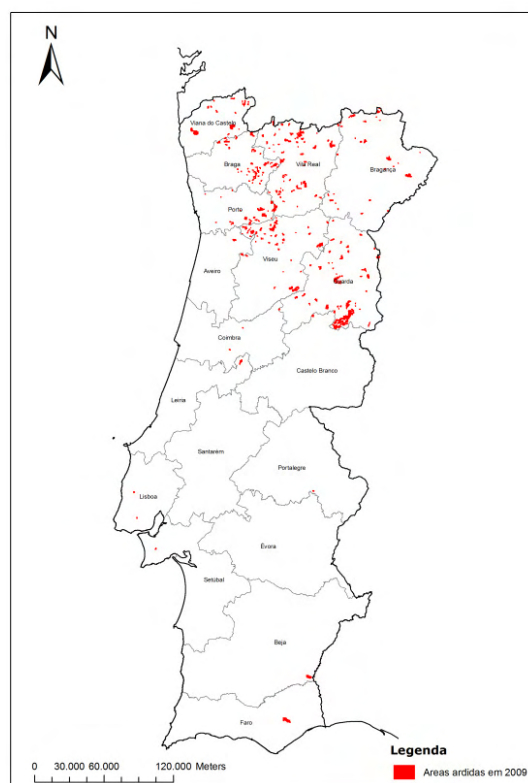 N
Viana do Castelo
Braga
Vila Real
Bragança
Porto
Aveiro
Viseu
Guarda
Coimbra
Castelo Branco
Leiria
Santarém
Portalegre
Lisboa
Évora
Setúbal
Beja
Faro
Legenda
Areas ardidas em 2009
0 30.000 60.000 120.000 Meters